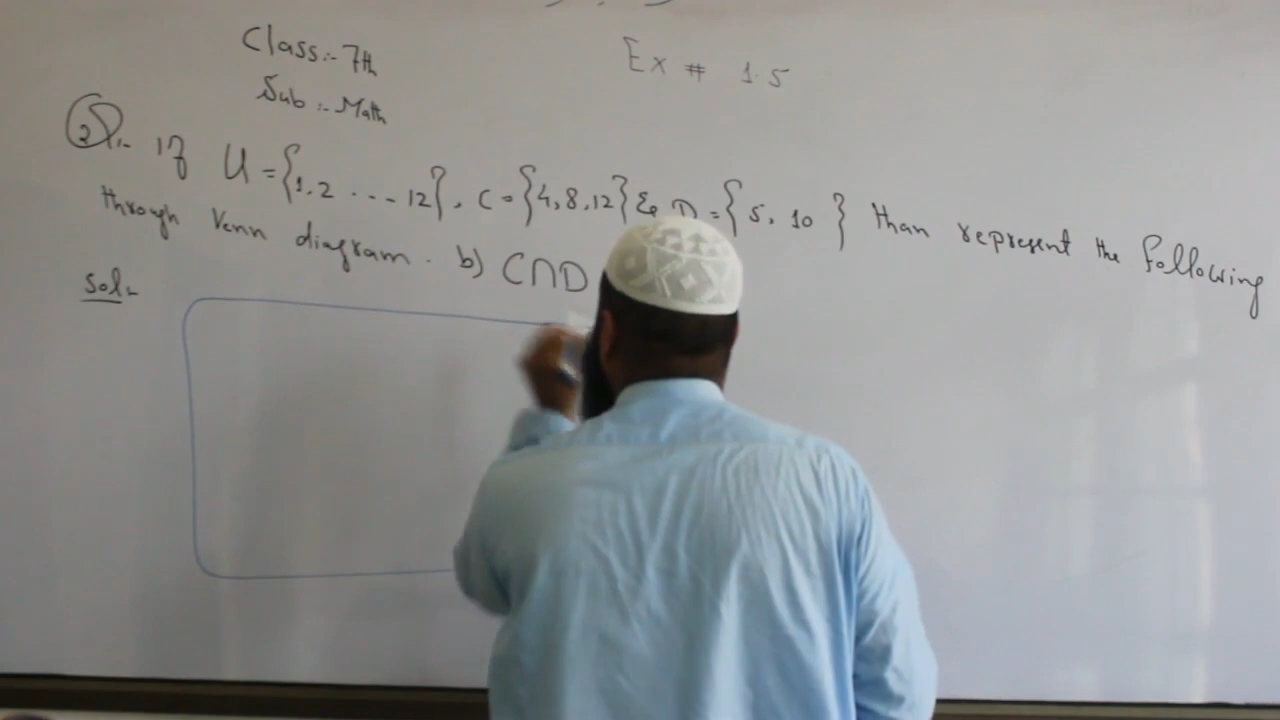 Class:- 7th
Ex # 1.5
Sub :- Math
Q2:- if U = {1,2 ... 12}, C = {4,8,12} & D = {5, 10 } than represent the following
through Venn diagram. b) C∩D
Sol:-